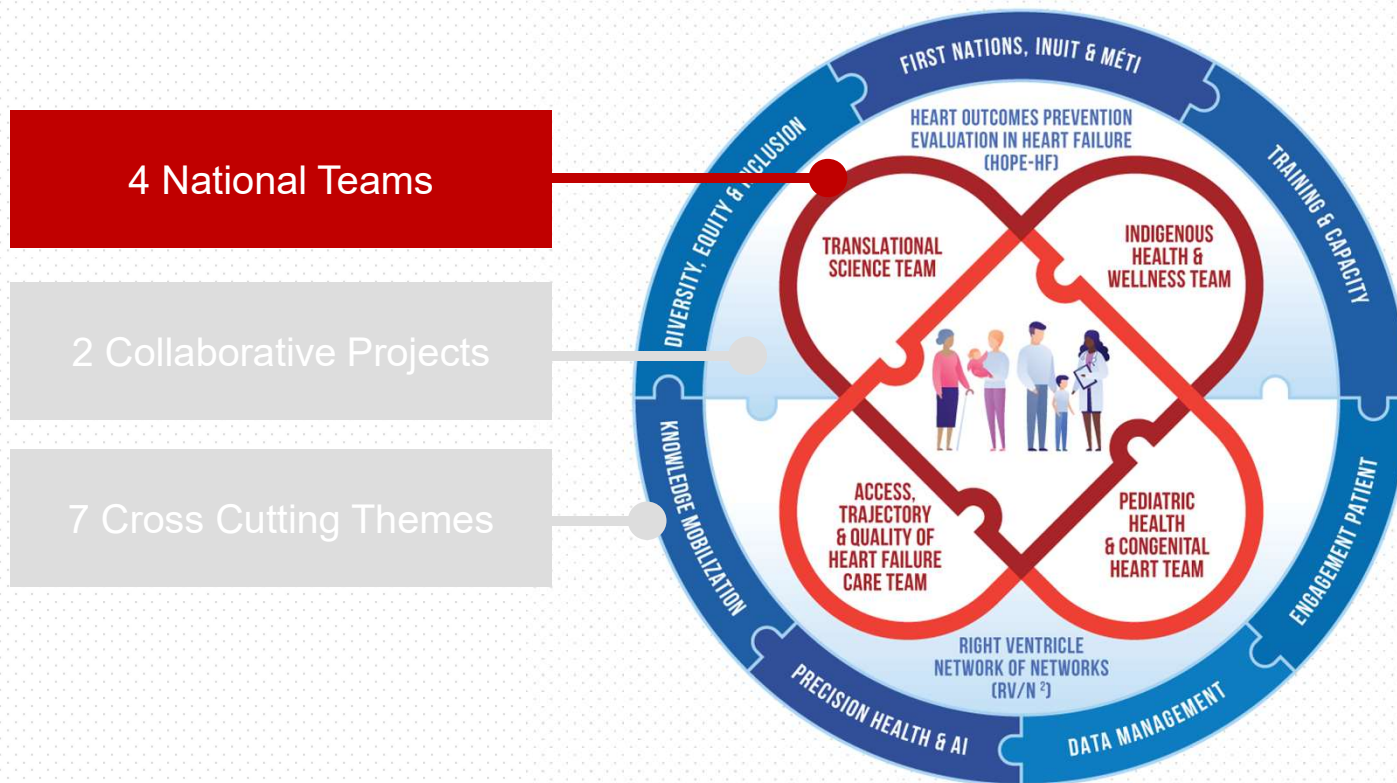 4 National Teams
2 Collaborative Projects
7 Cross Cutting Themes
FIRST NATIONS, INUIT & MÉTI
TRAINING & CAPACITY
ENGAGEMENT PATIENT
DATA MANAGEMENT
PRECISION HEALTH & AI
KNOWLEDGE MOBILIZATION
DIVERSITY, EQUITY & INCLUSION
HEART OUTCOMES PREVENTION
EVALUATION IN HEART FAILURE
(HOPE-HF)
TRANSLATIONAL
SCIENCE TEAM
INDIGENOUS
HEALTH &
WELLNESS TEAM
ACCESS,
TRAJECTORY
& QUALITY OF
HEART FAILURE
CARE TEAM
PEDIATRIC
HEALTH
& CONGENITAL
HEART TEAM
RIGHT VENTRICLE
NETWORK OF NETWORKS
(RV/N ²)